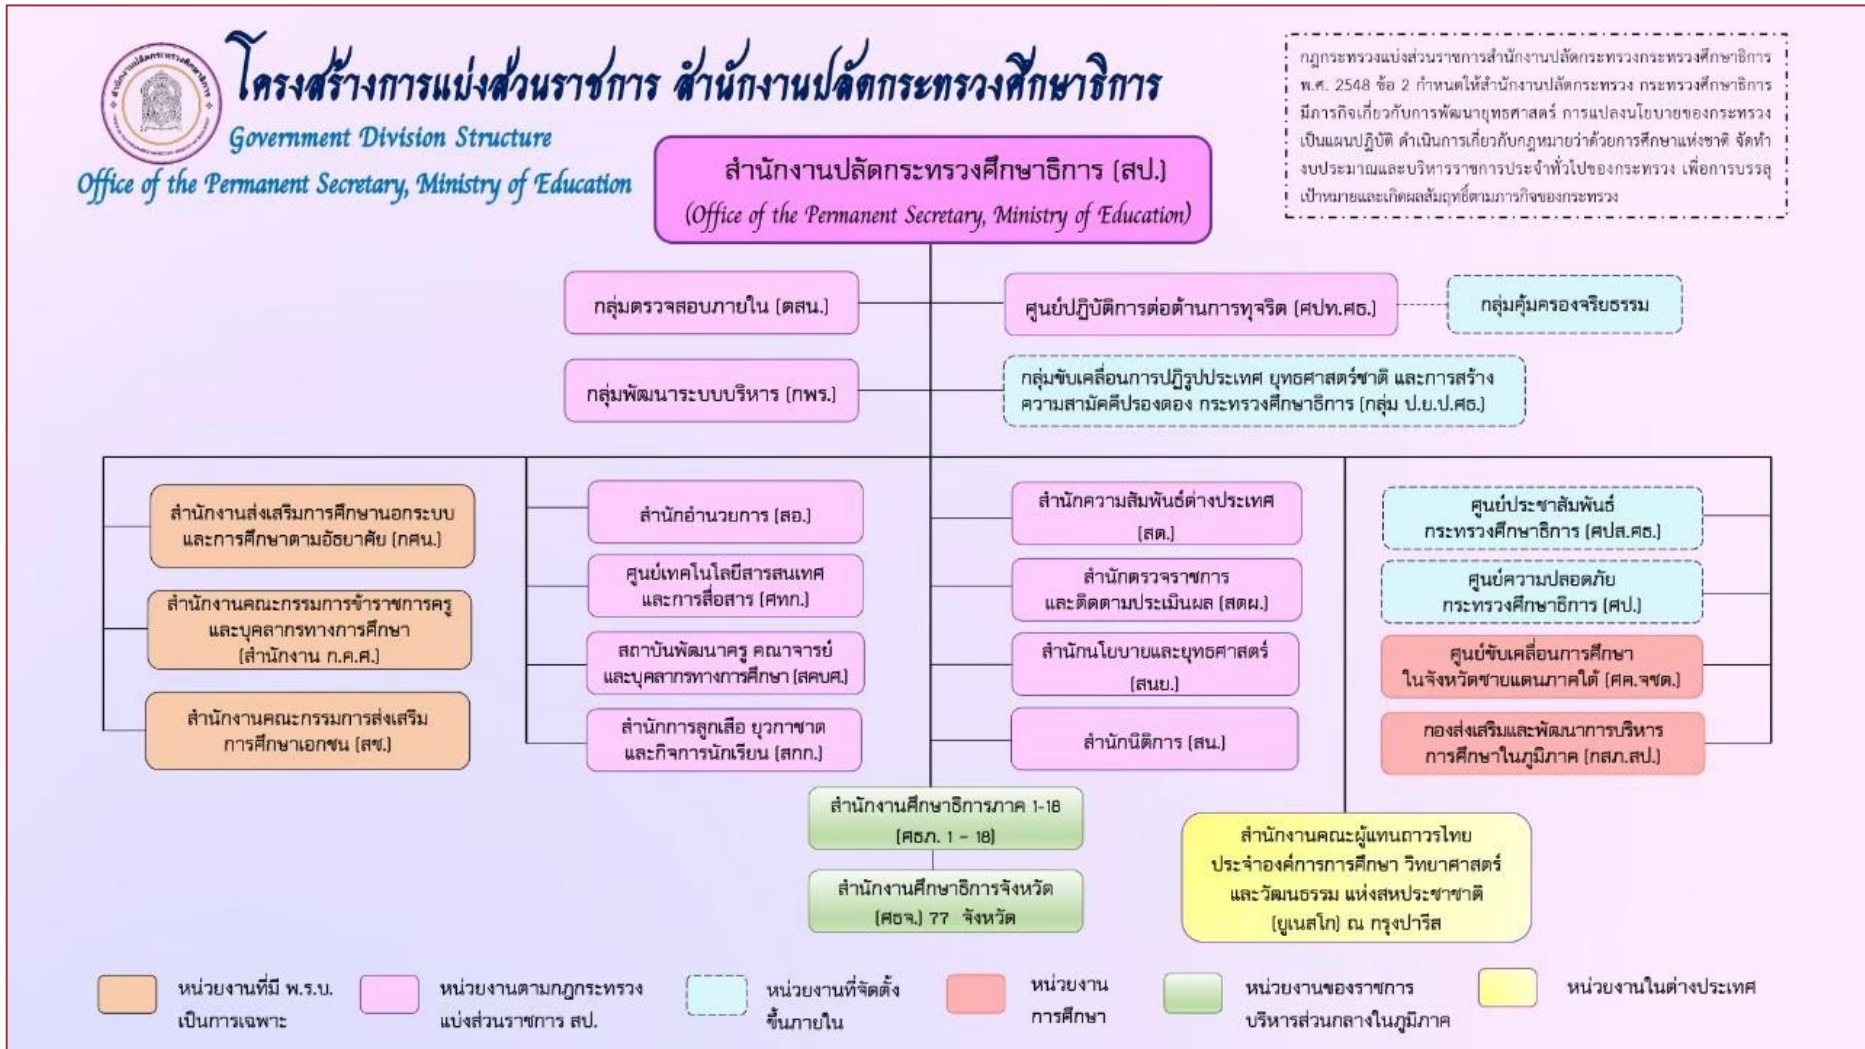 โครงสร้างการแบ่งส่วนราชการ สำนักงานปลัดกระทรวงศึกษาธิการ
Government Division Structure
Office of the Permanent Secretary, Ministry of Education
กฎกระทรวงแบ่งส่วนราชการสำนักงานปลัดกระทรวงกระทรวงศึกษาธิการ
พ.ศ. 2548 ข้อ 2 กำหนดให้สำนักงานปลัดกระทรวง กระทรวงศึกษาธิการ
มีภารกิจเกี่ยวกับการพัฒนายุทธศาสตร์ การแปลงนโยบายของกระทรวง
เป็นแผนปฏิบัติ ดำเนินการเกี่ยวกับกฎหมายว่าด้วยการศึกษาแห่งชาติ จัดทำ
งบประมาณและบริหารราชการประจำทั่วไปของกระทรวง เพื่อการบรรลุ
เป้าหมายและเกิดผลสัมฤทธิ์ตามภารกิจของกระทรวง
สำนักงานปลัดกระทรวงศึกษาธิการ (สป.)
(Office of the Permanent Secretary, Ministry of Education)
กลุ่มตรวจสอบภายใน (ตสน.)
ศูนย์ปฏิบัติการต่อต้านการทุจริต (ศปท.ศธ.)
กลุ่มคุ้มครองจริยธรรม
กลุ่มพัฒนาระบบบริหาร (กพร.)
กลุ่มขับเคลื่อนการปฏิรูปประเทศ ยุทธศาสตร์ชาติ และการสร้าง
ความสามัคคีปรองดอง กระทรวงศึกษาธิการ (กลุ่ม ป.ย.ป.ศธ.)
สำนักงานส่งเสริมการศึกษานอกระบบ
และการศึกษาตามอัธยาศัย (กศน.)
สำนักงานคณะกรรมการข้าราชการครู
และบุคลากรทางการศึกษา
(สำนักงาน ก.ค.ศ.)
สำนักงานคณะกรรมการส่งเสริม
การศึกษาเอกชน (สช.)
สำนักอำนวยการ (สอ.)
ศูนย์เทคโนโลยีสารสนเทศ
และการสื่อสาร (ศทก.)
สถาบันพัฒนาครู คณาจารย์
และบุคลากรทางการศึกษา (สคบศ.)
สำนักการลูกเสือ ยุวกาชาด
และกิจการนักเรียน (สกก.)
สำนักความสัมพันธ์ต่างประเทศ
(สต.)
สำนักตรวจราชการ
และติดตามประเมินผล (สตผ.)
สำนักนโยบายและยุทธศาสตร์
(สนย.)
สำนักนิติการ (สน.)
ศูนย์ประชาสัมพันธ์
กระทรวงศึกษาธิการ (ศปส.ศธ.)
ศูนย์ความปลอดภัย
กระทรวงศึกษาธิการ (ศป.)
ศูนย์ขับเคลื่อนการศึกษา
ในจังหวัดชายแดนภาคใต้ (ศค.จชต.)
กองส่งเสริมและพัฒนาการบริหาร
การศึกษาในภูมิภาค (กสภ.สป.)
สำนักงานศึกษาธิการภาค 1-18
(ศธภ. 1 - 18)
สำนักงานศึกษาธิการจังหวัด
(ศธจ.) 77 จังหวัด
สำนักงานคณะผู้แทนถาวรไทย
ประจำองค์การการศึกษา วิทยาศาสตร์
และวัฒนธรรม แห่งสหประชาชาติ
(ยูเนสโก) ณ กรุงปารีส
หน่วยงานที่มี พ.ร.บ.
เป็นการเฉพาะ
หน่วยงานตามกฎกระทรวง
แบ่งส่วนราชการ สป.
หน่วยงานที่จัดตั้ง
ขึ้นภายใน
หน่วยงาน
การศึกษา
หน่วยงานของราชการ
บริหารส่วนกลางในภูมิภาค
หน่วยงานในต่างประเทศ